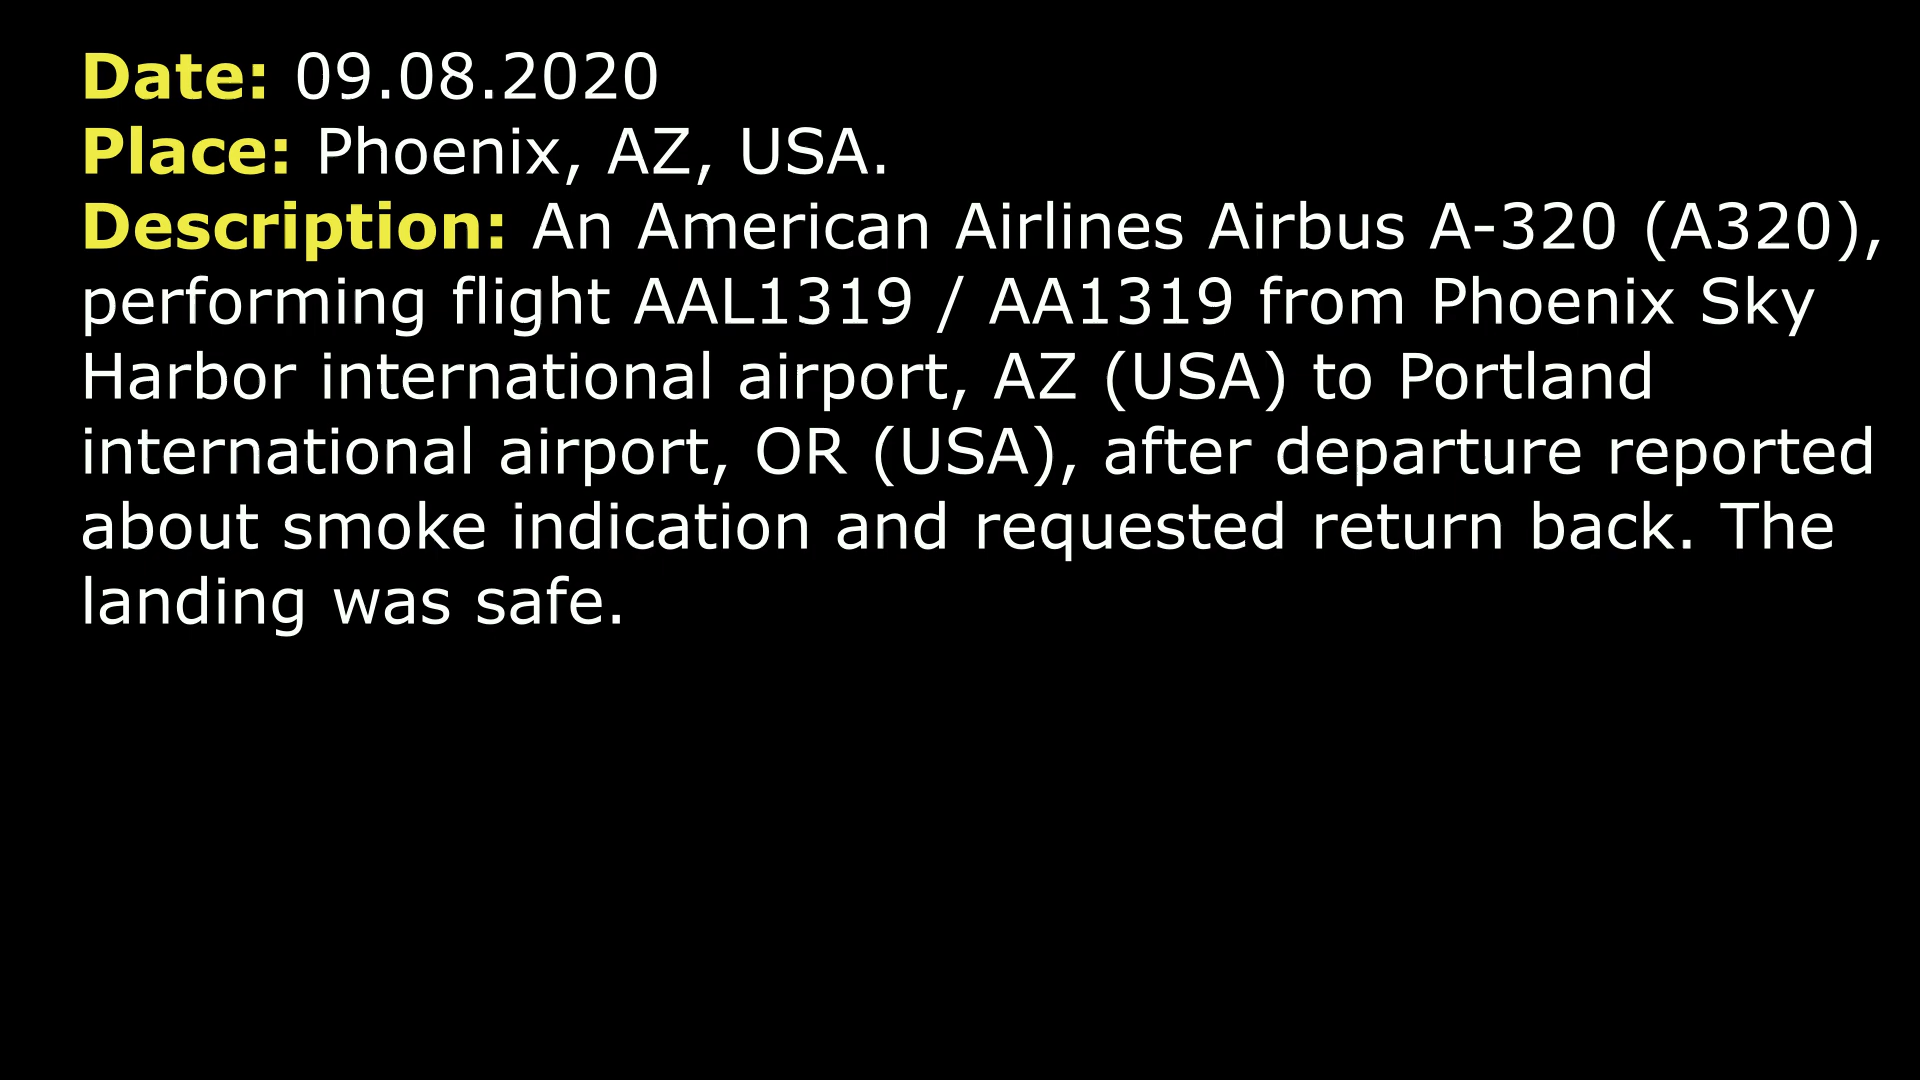 Date: 09.08.2020
Place: Phoenix, AZ, USA.
Description: An American Airlines Airbus A-320 (A320),
performing flight AAL1319 / AA1319 from Phoenix Sky
Harbor international airport, AZ (USA) to Portland
international airport, OR (USA), after departure reported
about smoke indication and requested return back. The
landing was safe.